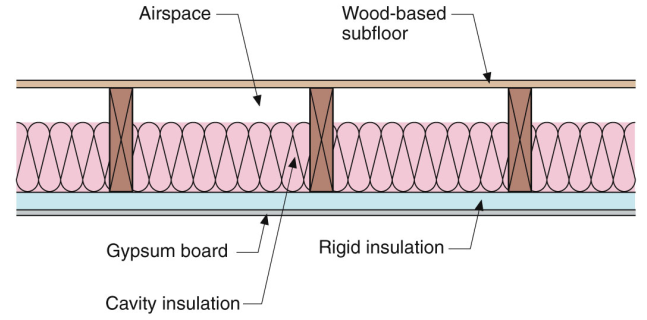 Airspace
Wood-based
subfloor
Gypsum board
Rigid insulation
Cavity insulation